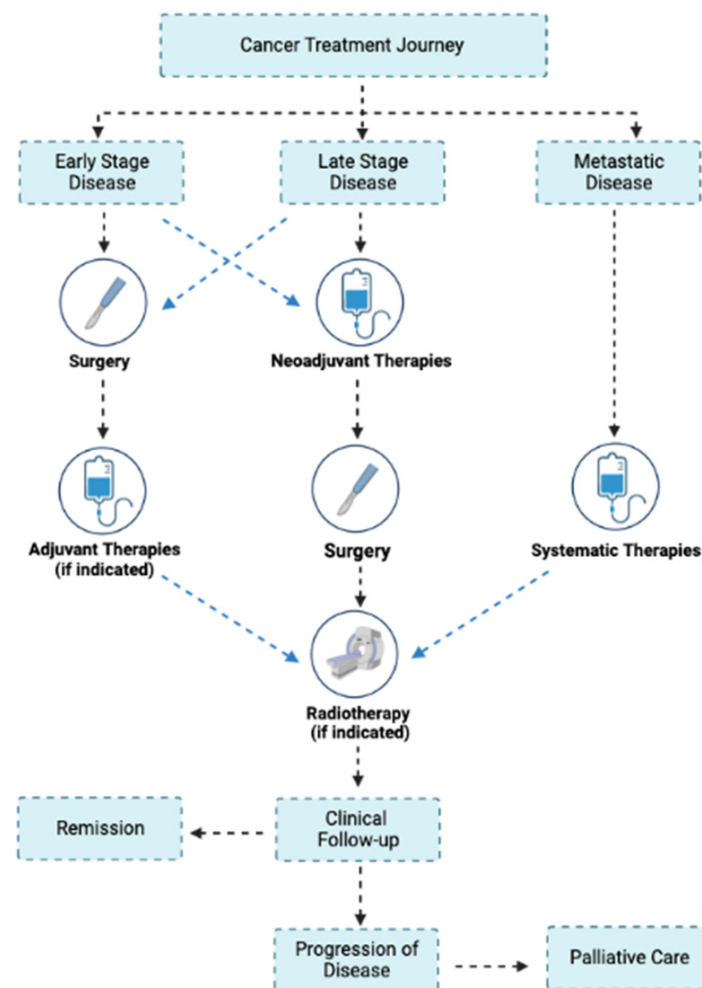 Cancer Treatment Journey
Early Stage
Disease
Late Stage
Disease
Metastatic
Disease
Surgery
Neoadjuvant Therapies
Adjuvant Therapies
(if indicated)
Surgery
Systematic Therapies
Radiotherapy
(if indicated)
Remission
Clinical
Follow-up
Progression of
Disease
Palliative Care